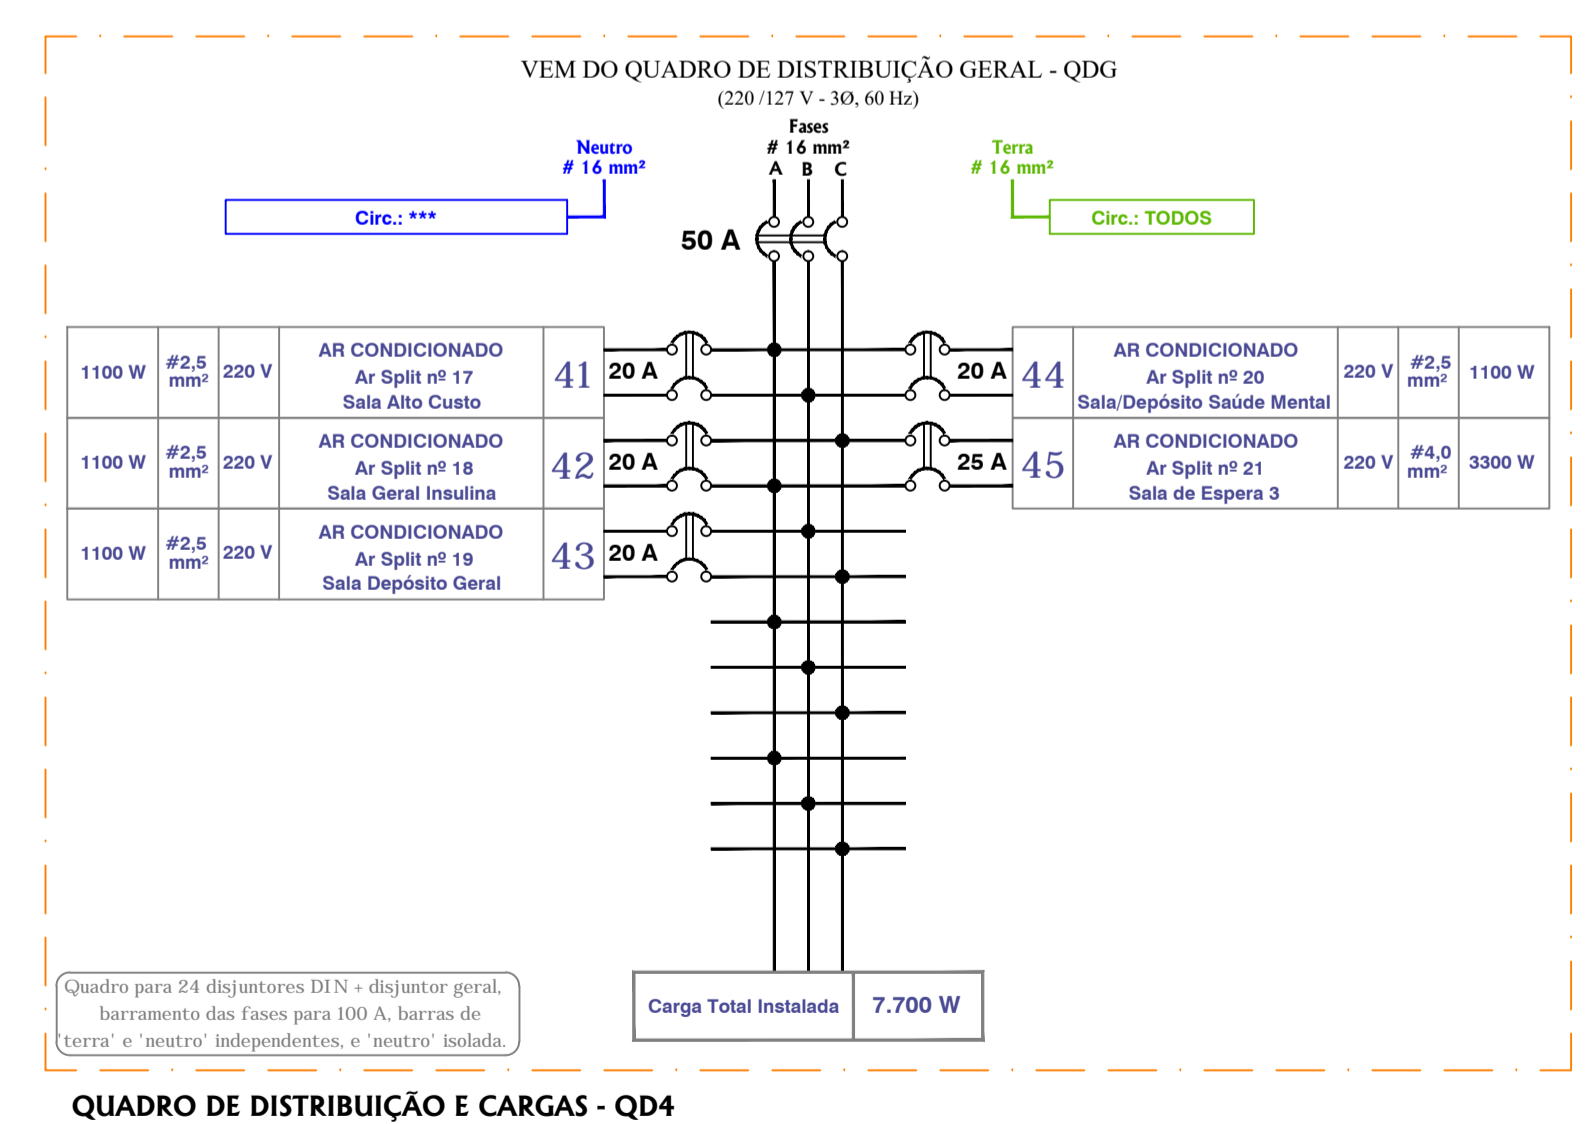 VEM DO QUADRO DE DISTRIBUIÇÃO GERAL - QDG
(220 /127 V - 3Ø, 60 Hz)
Fases
# 16 mm²
A B C
Neutro
# 16 mm²
Circ.: ***
Terra
# 16 mm²
Circ.: TODOS
50 A
1100 W
#2,5
mm²
220 V
AR CONDICIONADO
Ar Split nº 17
Sala Alto Custo
41
20 A
1100 W
#2,5
mm²
220 V
AR CONDICIONADO
Ar Split nº 18
Sala Geral Insulina
42
20 A
1100 W
#2,5
mm²
220 V
AR CONDICIONADO
Ar Split nº 19
Sala Depósito Geral
43
20 A
20 A
44
AR CONDICIONADO
Ar Split nº 20
Sala/Depósito Saúde Mental
220 V
#2,5
mm²
1100 W
25 A
45
AR CONDICIONADO
Ar Split nº 21
Sala de Espera 3
220 V
#4,0
mm²
3300 W
Quadro para 24 disjuntores DIN + disjuntor geral,
barramento das fases para 100 A, barras de
'terra' e 'neutro' independentes, e 'neutro' isolada.
Carga Total Instalada
7.700 W
QUADRO DE DISTRIBUIÇÃO E CARGAS - QD4